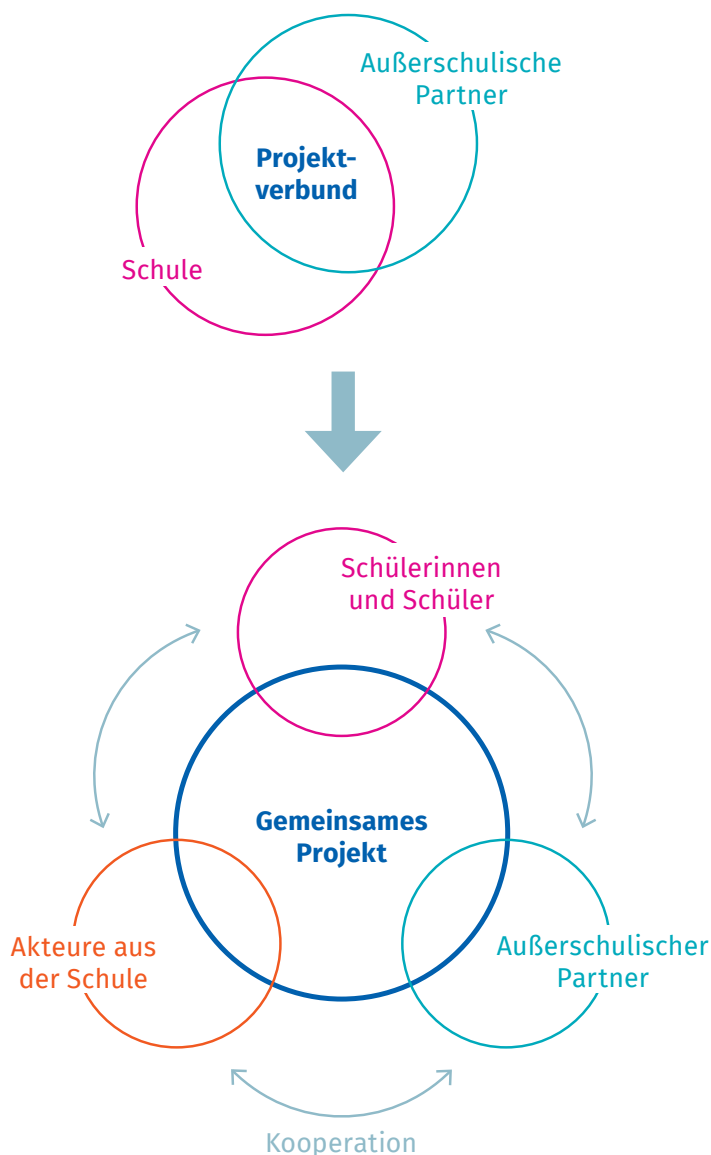 Außerschulische
Partner
Projekt-
verbund
Schule
Schülerinnen
und Schüler
Gemeinsames
Projekt
Akteure aus
der Schule
Außerschulischer
Partner
Kooperation